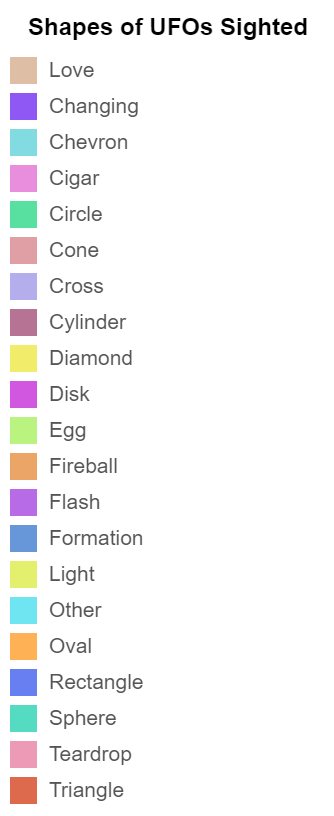 Shapes of UFOs Sighted
Love
Changing
Chevron
Cigar
Circle
Cone
Cross
Cylinder
Diamond
Disk
Egg
Fireball
Flash
Formation
Light
Other
Oval
Rectangle
Sphere
Teardrop
Triangle